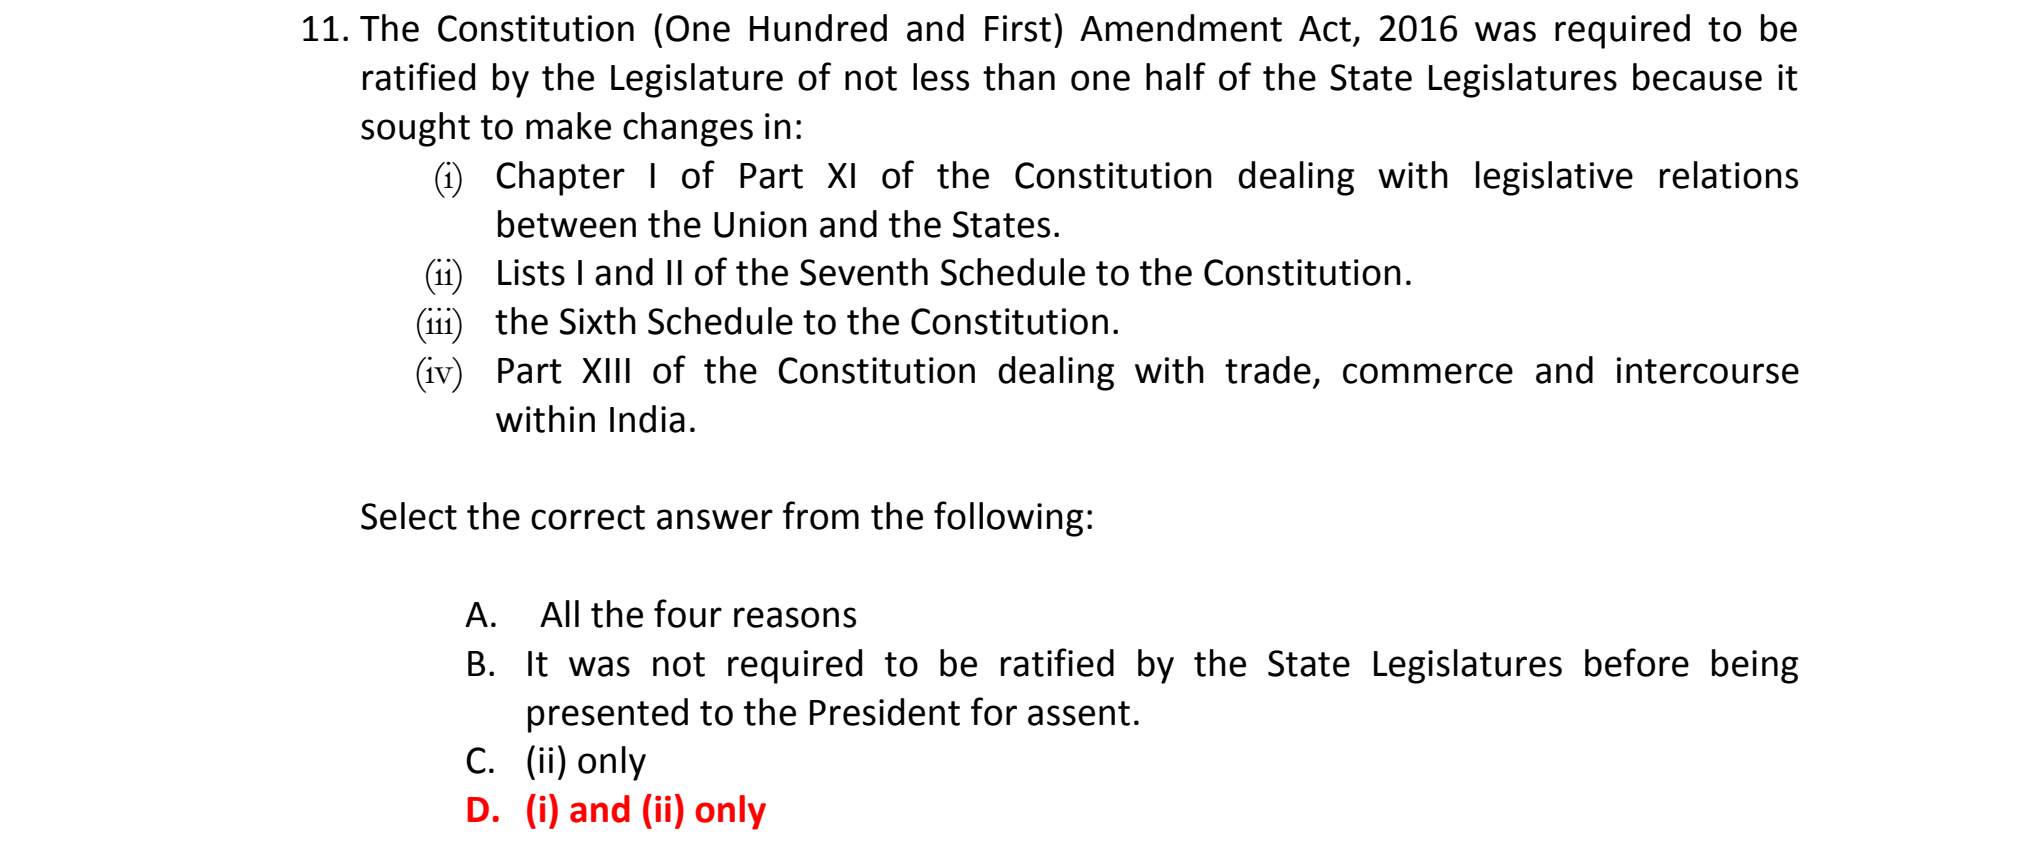 11. The Constitution (One Hundred and First) Amendment Act, 2016 was required to be
ratified by the Legislature of not less than one half of the State Legislatures because it
sought to make changes in:
(i) Chapter I of Part XI of the Constitution dealing with legislative relations
between the Union and the States.
(ii) Lists I and II of the Seventh Schedule to the Constitution.
(iii) the Sixth Schedule to the Constitution.
(iv) Part XIII of the Constitution dealing with trade, commerce and intercourse
within India.
Select the correct answer from the following:
A. All the four reasons
B. It was not required to be ratified by the State Legislatures before being
presented to the President for assent.
C. (ii) only
D. (i) and (ii) only